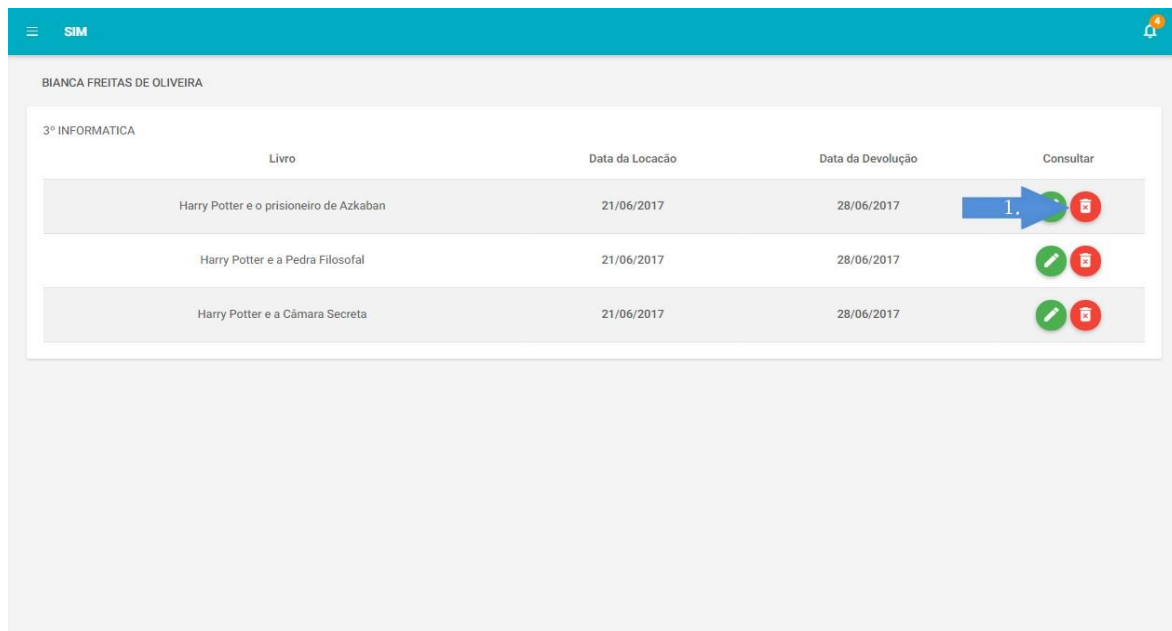 SIM
4
BIANCA FREITAS DE OLIVEIRA
3º INFORMATICA
Livro Data da Locacão Data da Devolução Consultar
Harry Potter e o prisioneiro de Azkaban 21/06/2017 28/06/2017 1.
Harry Potter e a Pedra Filosofal 21/06/2017 28/06/2017
Harry Potter e a Câmara Secreta 21/06/2017 28/06/2017